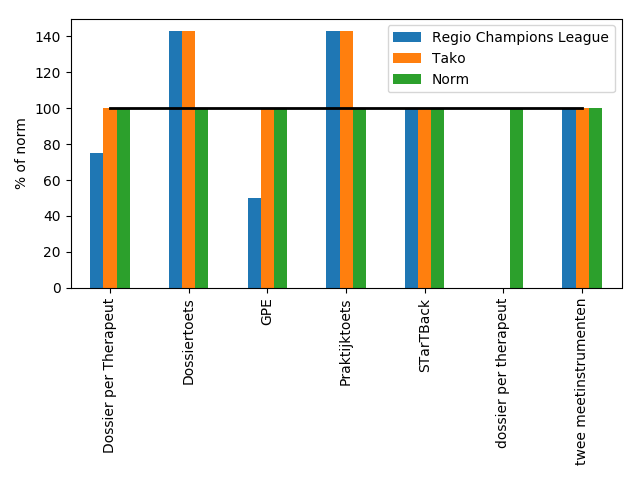 Regio Champions League
Tako
Norm
% of norm
140
120
100
80
60
40
20
0
Dossier per Therapeut
Dossiertoets
GPE
Praktijktoets
STarTBack
dossier per therapeut
twee meetinstrumenten